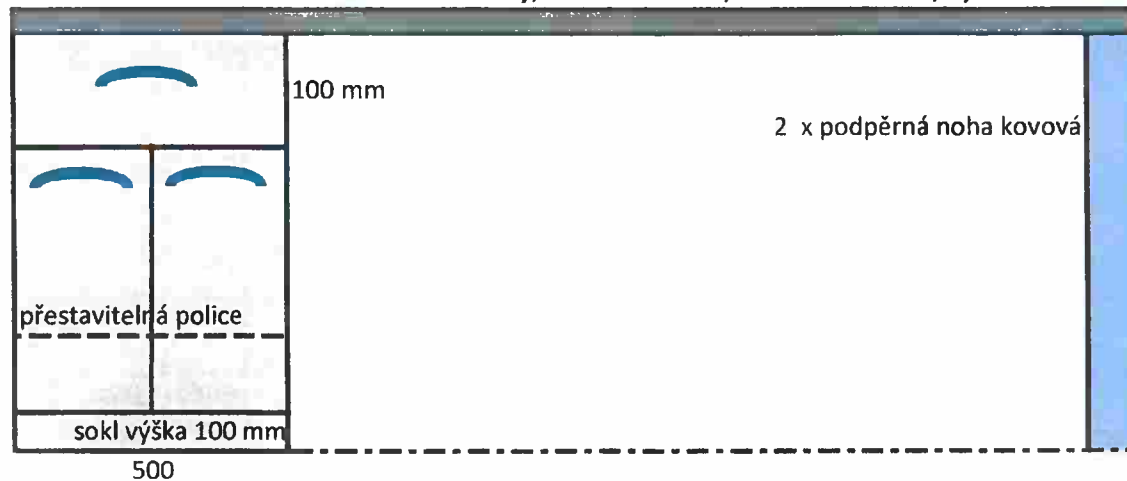 100 mm
2 x podpěrná noha kovová
přestavitelná police
sokl výška 100 mm
500